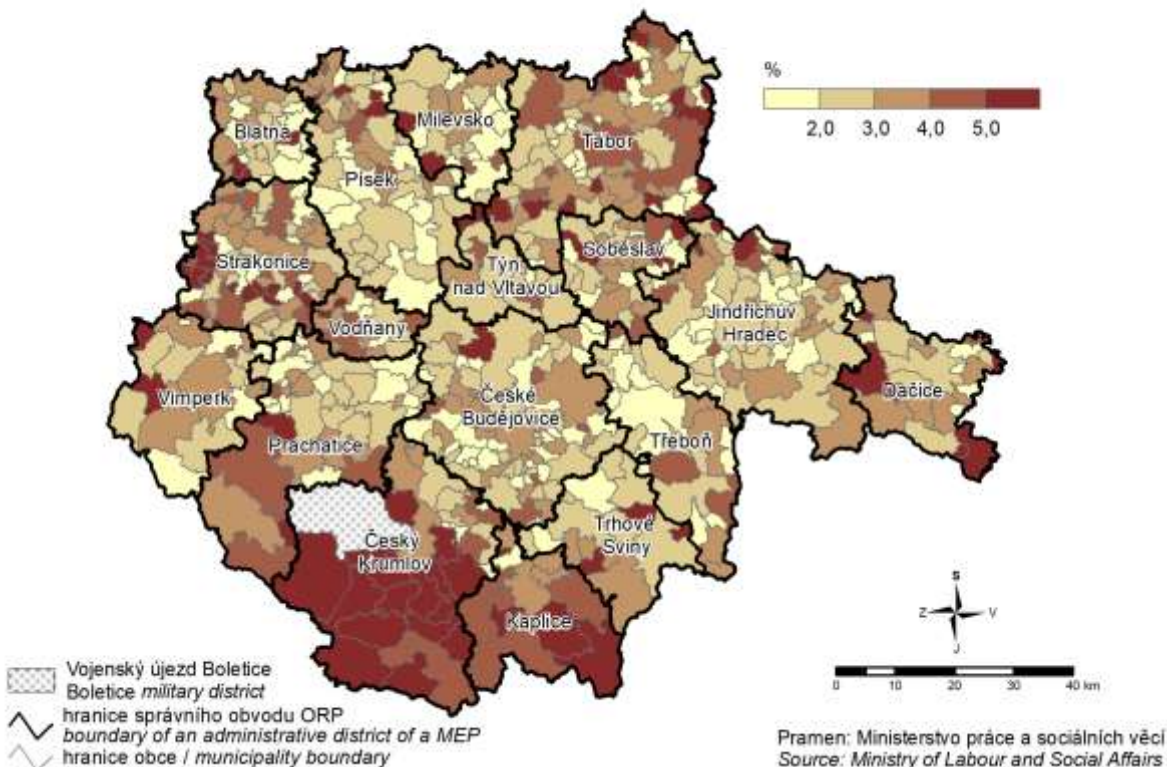 %
2,0 3,0 4,0 5,0
Blatná
Milevsko
Tábor
Písek
Strakonice
Soběslav
Týn
nad Vltavou
Jindřichův
Hradec
Vodňany
Vimperk
České
Budějovice
Dačice
Prachatice
Třeboň
Český
Krumlov
Trhové
Sviny
Kaplice
S
Z V
J
0 10 20 30 40 km
Vojenský újezd Boletice
Boletice military district
hranice správního obvodu ORP
boundary of an administrative district of a MEP
hranice obce / municipality boundary
Pramen: Ministerstvo práce a sociálních věcí
Source: Ministry of Labour and Social Affairs